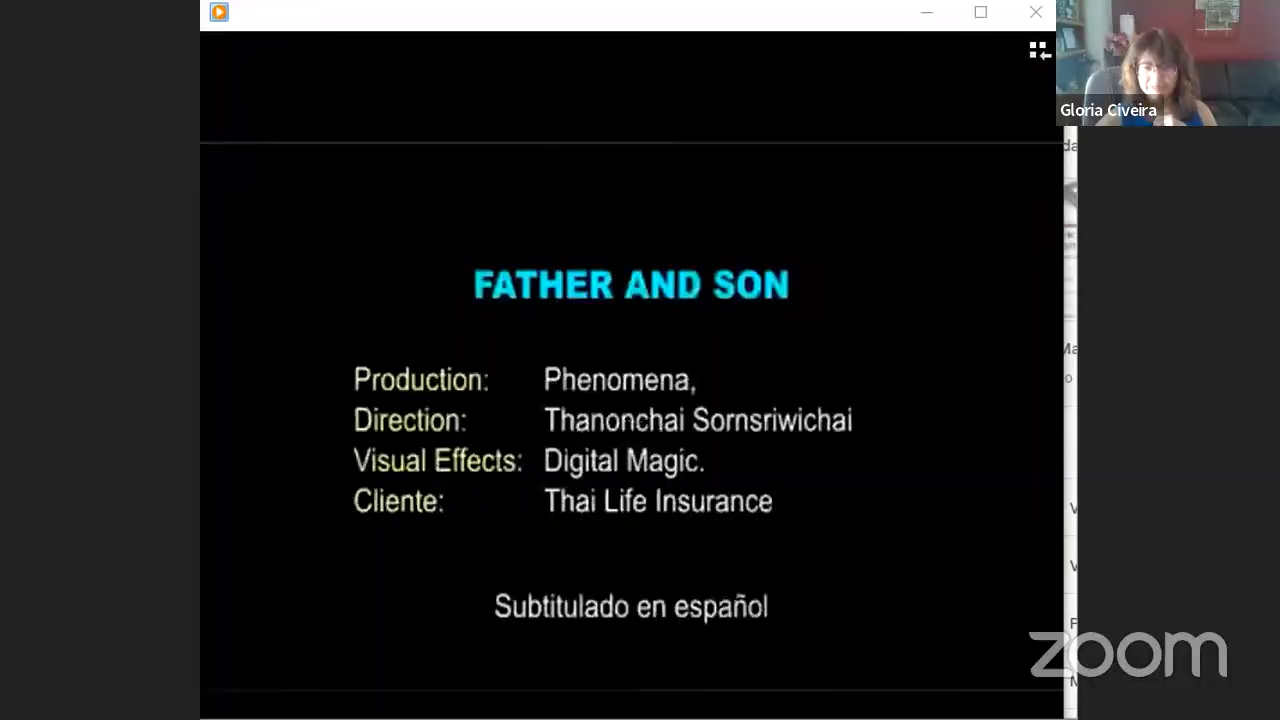 Gloria Civeira
FATHER AND SON
Production: Phenomena,
Direction: Thanonchai Sornsriwichai
Visual Effects: Digital Magic.
Cliente: Thai Life Insurance
Subtitulado en español
zoom